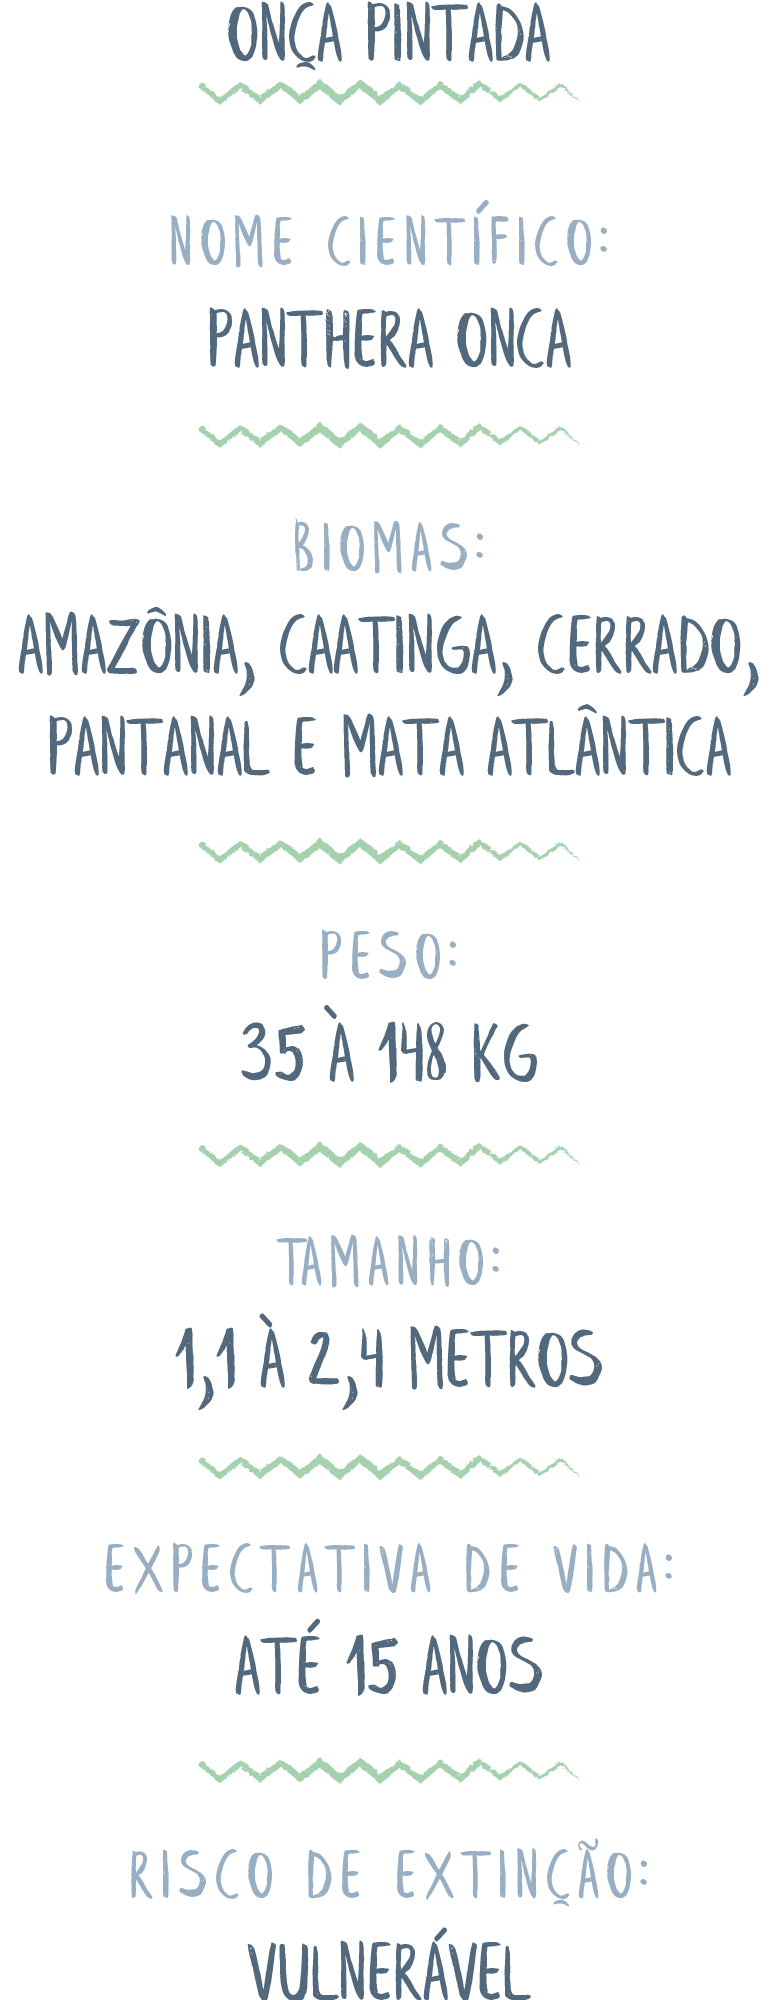 ONÇA PINTADA
NOME CIENTÍFICO:
PANTHERA ONCA
BIOMAS:
AMAZÔNIA, CAATINGA, CERRADO,
PANTANAL E MATA ATLÂNTICA
PESO:
35 À 148 KG
TAMANHO:
1,1 À 2,4 METROS
EXPECTATIVA DE VIDA:
ATÉ 15 ANOS
RISCO DE EXTINÇÃO:
VULNERÁVEL